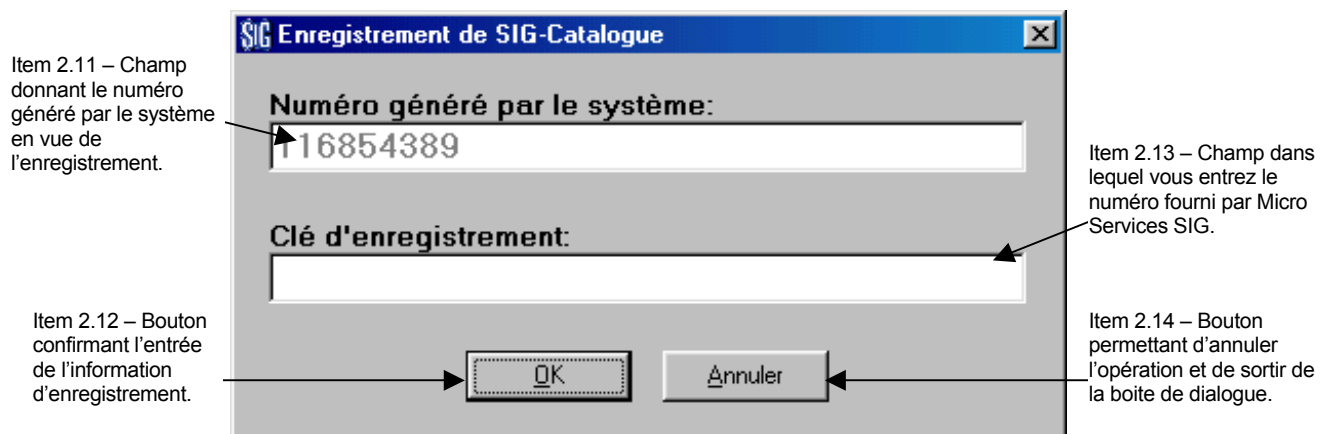 SIG Enregistrement de SIG-Catalogue
Item 2.11 – Champ
donnant le numéro
généré par le système
en vue de
l’enregistrement.
Numéro généré par le système:
116854389
Item 2.13 – Champ dans
lequel vous entrez le
numéro fourni par Micro
Services SIG.
Clé d'enregistrement:
Item 2.12 – Bouton
confirmant l’entrée
de l’information
d’enregistrement.
OK
Annuler
Item 2.14 – Bouton
permettant d’annuler
l’opération et de sortir de
la boite de dialogue.